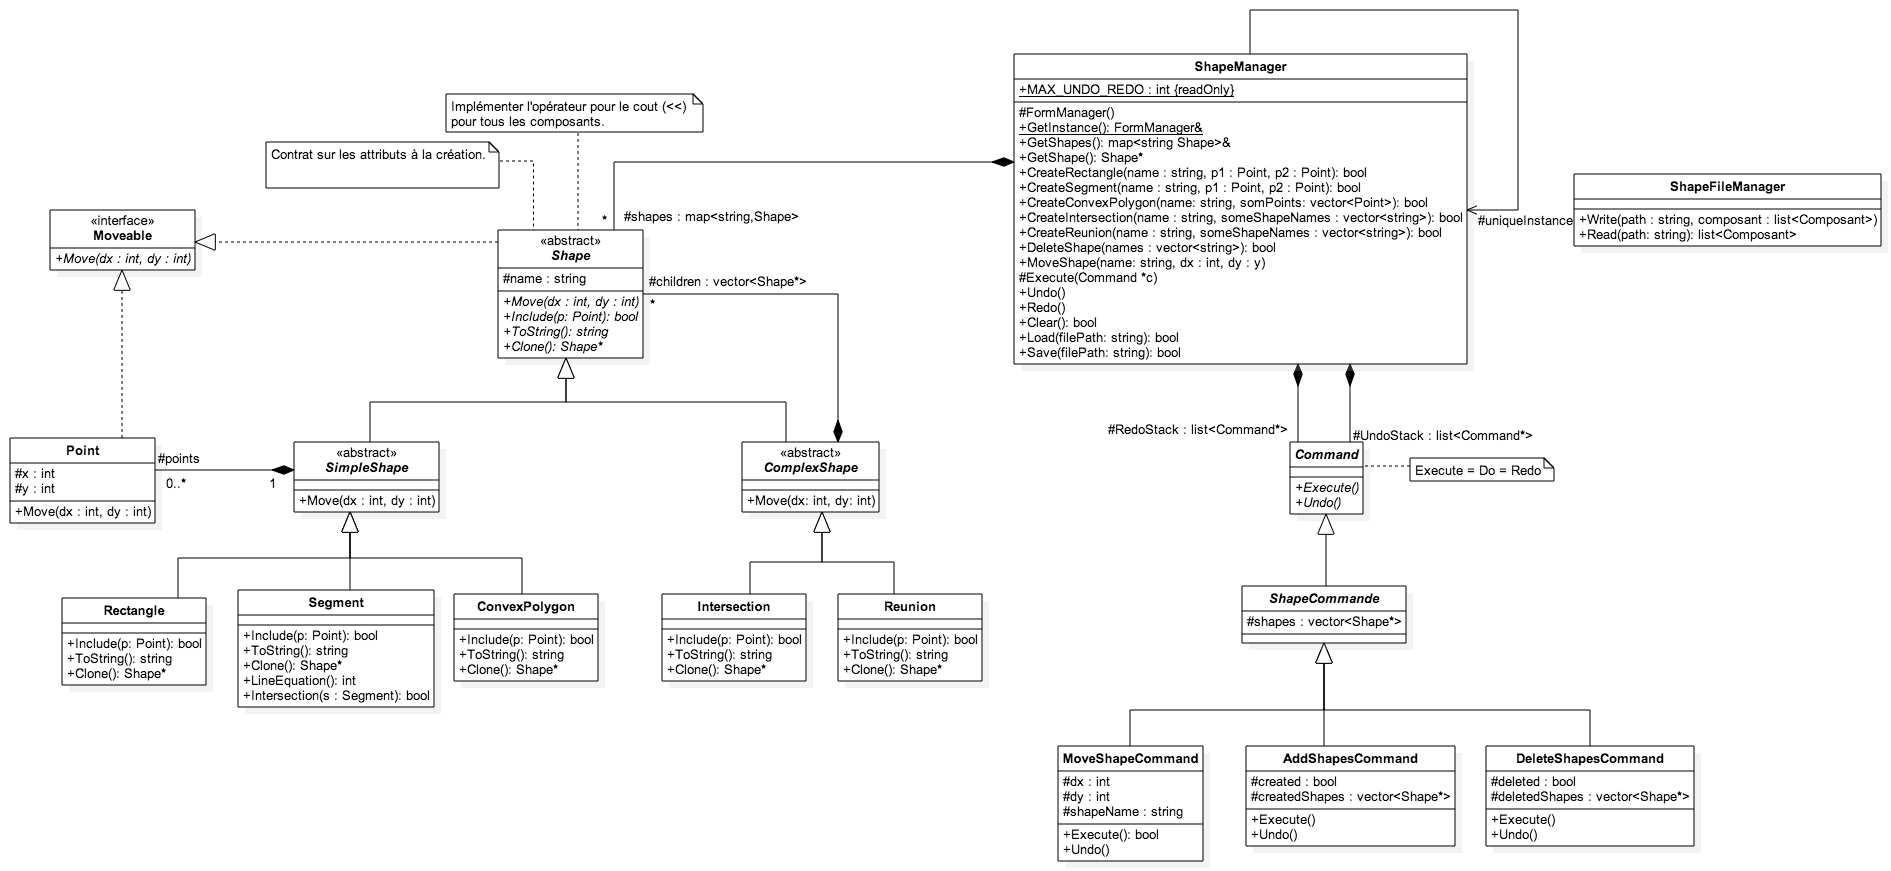 Implémenter l'opérateur pour le cout (<<)
pour tous les composants.
Contrat sur les attributs à la création.
«interface»
Moveable
+Move(dx : int, dy : int)
«abstract»
Shape
#name : string
+Move(dx : int, dy : int)
+Include(p: Point): bool
+ToString(): string
+Clone(): Shape*
*
#shapes : map<string,Shape>
#children : vector<Shape*>
*
ShapeManager
+MAX_UNDO_REDO : int {readOnly}
#FormManager()
+GetInstance(): FormManager&
+GetShapes(): map<string Shape>&
+GetShape(): Shape*
+CreateRectangle(name : string, p1 : Point, p2 : Point): bool
+CreateSegment(name : string, p1 : Point, p2 : Point): bool
+CreateConvexPolygon(name: string, somPoints: vector<Point>): bool
+CreateIntersection(name : string, someShapeNames : vector<string>): bool
+CreateReunion(name : string, someShapeNames : vector<string>): bool
+DeleteShape(names : vector<string>): bool
+MoveShape(name: string, dx : int, dy : y)
#Execute(Command *c)
+Undo()
+Redo()
+Clear(): bool
+Load(filePath: string): bool
+Save(filePath: string): bool
#uniqueInstance
ShapeFileManager
+Write(path : string, composant : list<Composant>)
+Read(path: string): list<Composant>
Point
#x : int
#y : int
+Move(dx : int, dy : int)
#points
0..*
1
«abstract»
SimpleShape
+Move(dx : int, dy : int)
«abstract»
ComplexShape
+Move(dx: int, dy: int)
#RedoStack : list<Command*>
#UndoStack : list<Command*>
Command
+Execute()
+Undo()
Execute = Do = Redo
Rectangle
+Include(p: Point): bool
+ToString(): string
+Clone(): Shape*
Segment
+Include(p: Point): bool
+ToString(): string
+Clone(): Shape*
+LineEquation(): int
+Intersection(s : Segment): bool
ConvexPolygon
+Include(p: Point): bool
+ToString(): string
+Clone(): Shape*
Intersection
+Include(p: Point): bool
+ToString(): string
+Clone(): Shape*
Reunion
+Include(p: Point): bool
+ToString(): string
+Clone(): Shape*
ShapeCommande
#shapes : vector<Shape*>
MoveShapeCommand
#dx : int
#dy : int
#shapeName : string
+Execute(): bool
+Undo()
AddShapesCommand
#created : bool
#createdShapes : vector<Shape*>
+Execute()
+Undo()
DeleteShapesCommand
#deleted : bool
#deletedShapes : vector<Shape*>
+Execute()
+Undo()